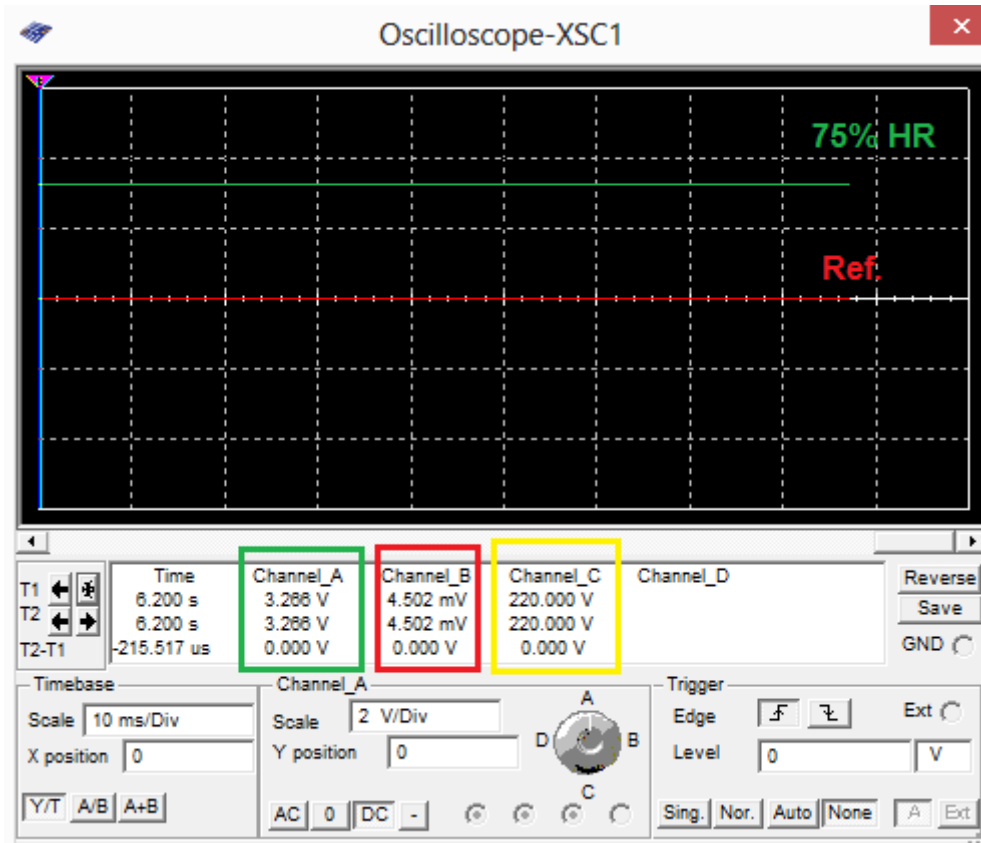 Oscilloscope-XSC1
75% HR
Ref.
Time Channel_A Channel_B Channel_C Channel_D
T1 6.200 s 3.266 V 4.502 mV 220.000 V
T2 6.200 s 3.266 V 4.502 mV 220.000 V
T2-T1 -215.517 us 0.000 V 0.000 V 0.000 V
Reverse
Save
GND
Timebase
Scale 10 ms/Div
X position 0
Y/T A/B A+B
Channel_A
Scale 2 V/Div
Y position 0
AC 0 DC -
A
B
C
D
Trigger
Edge Ext
Level 0 V
Sing. Nor. Auto None A Ext